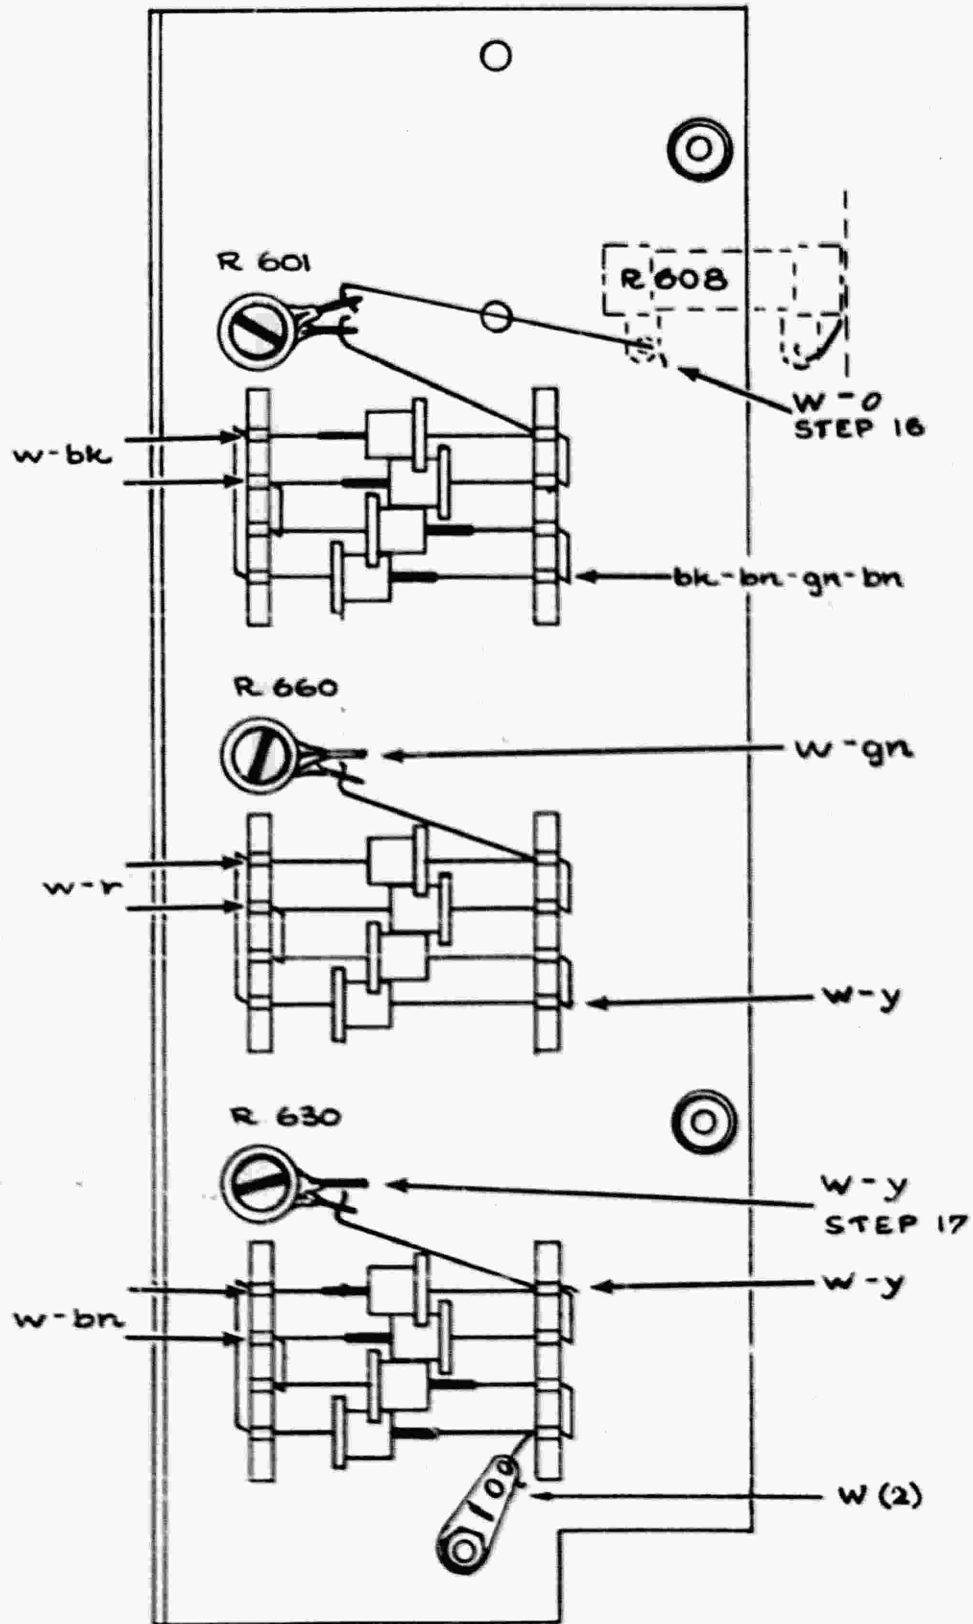 R 601
R 608
w-o
STEP 16
w-bk
bk-bn-gn-bn
R 660
w-gn
w-r
w-y
R 630
w-y
STEP 17
w-y
w-bn
W (2)